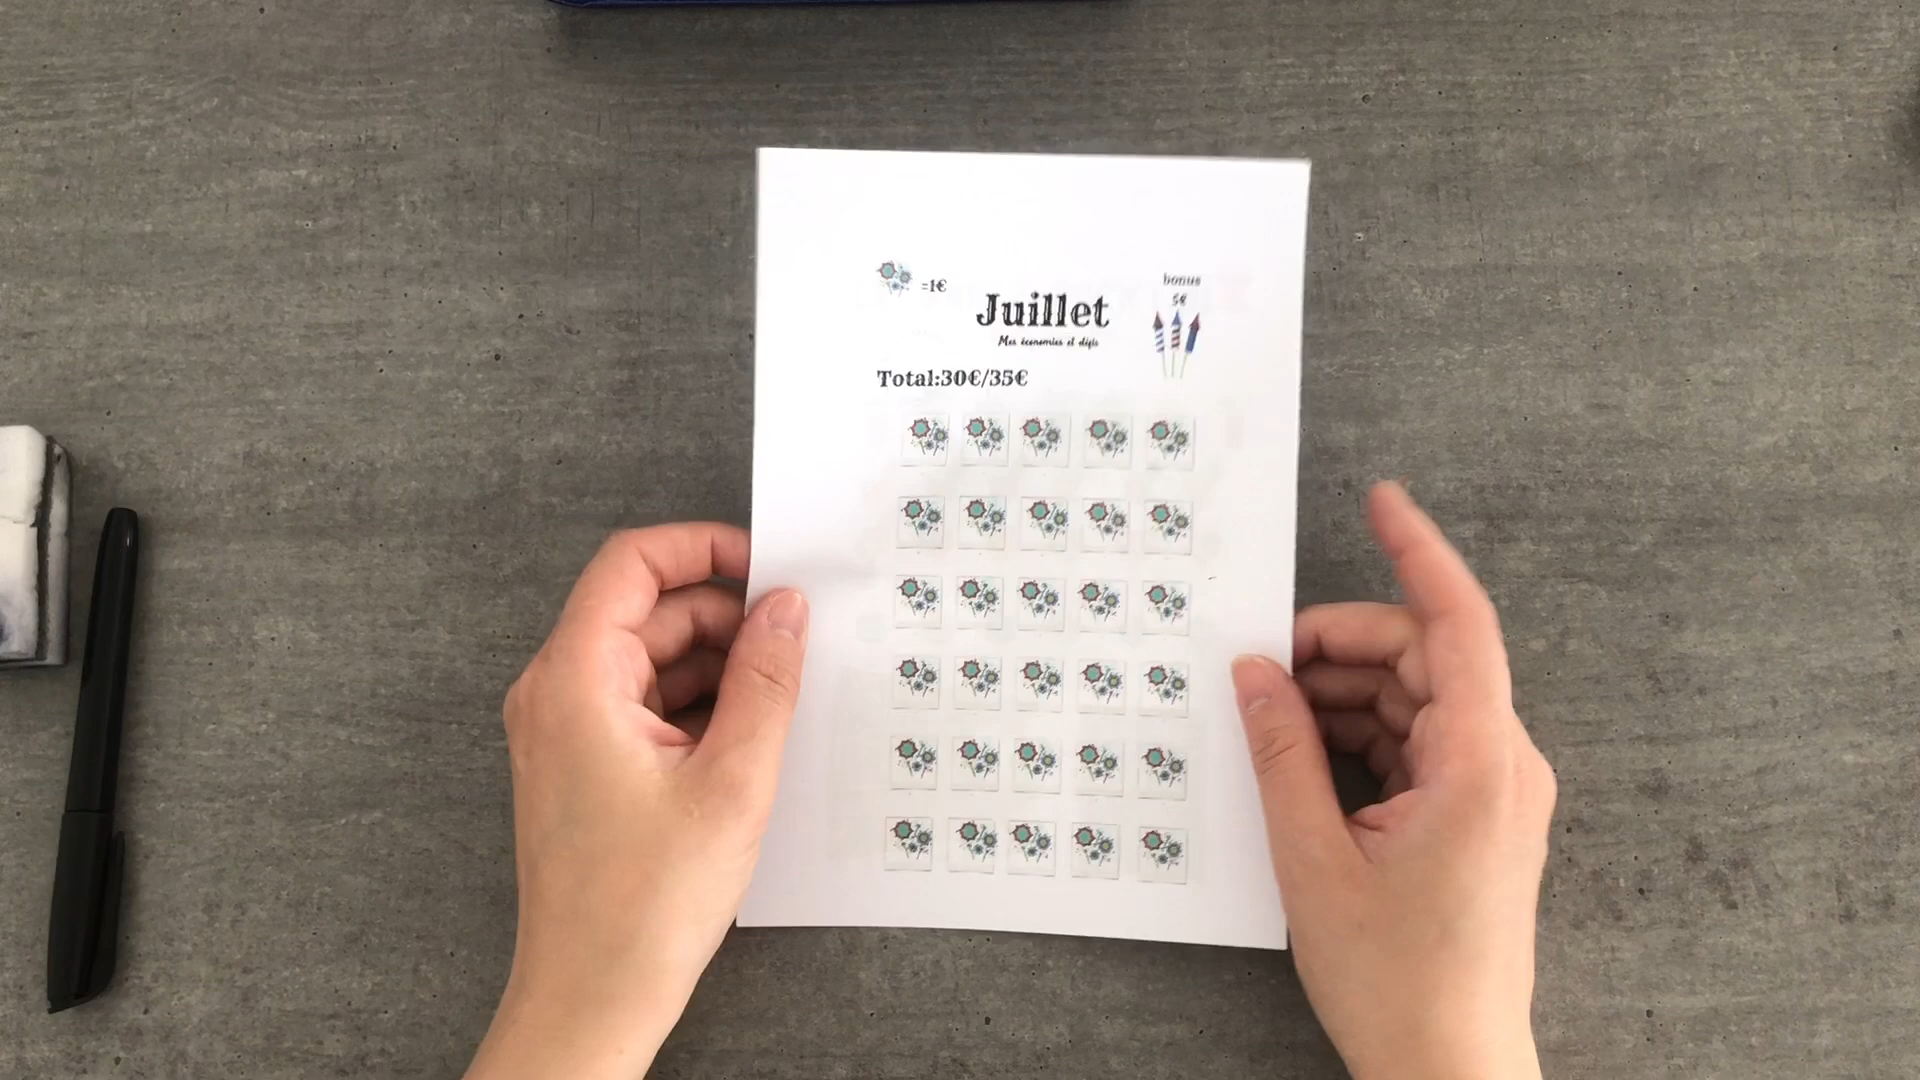 =1€
bonus
5€
Juillet
Mes économies et défis
Total:30€/35€